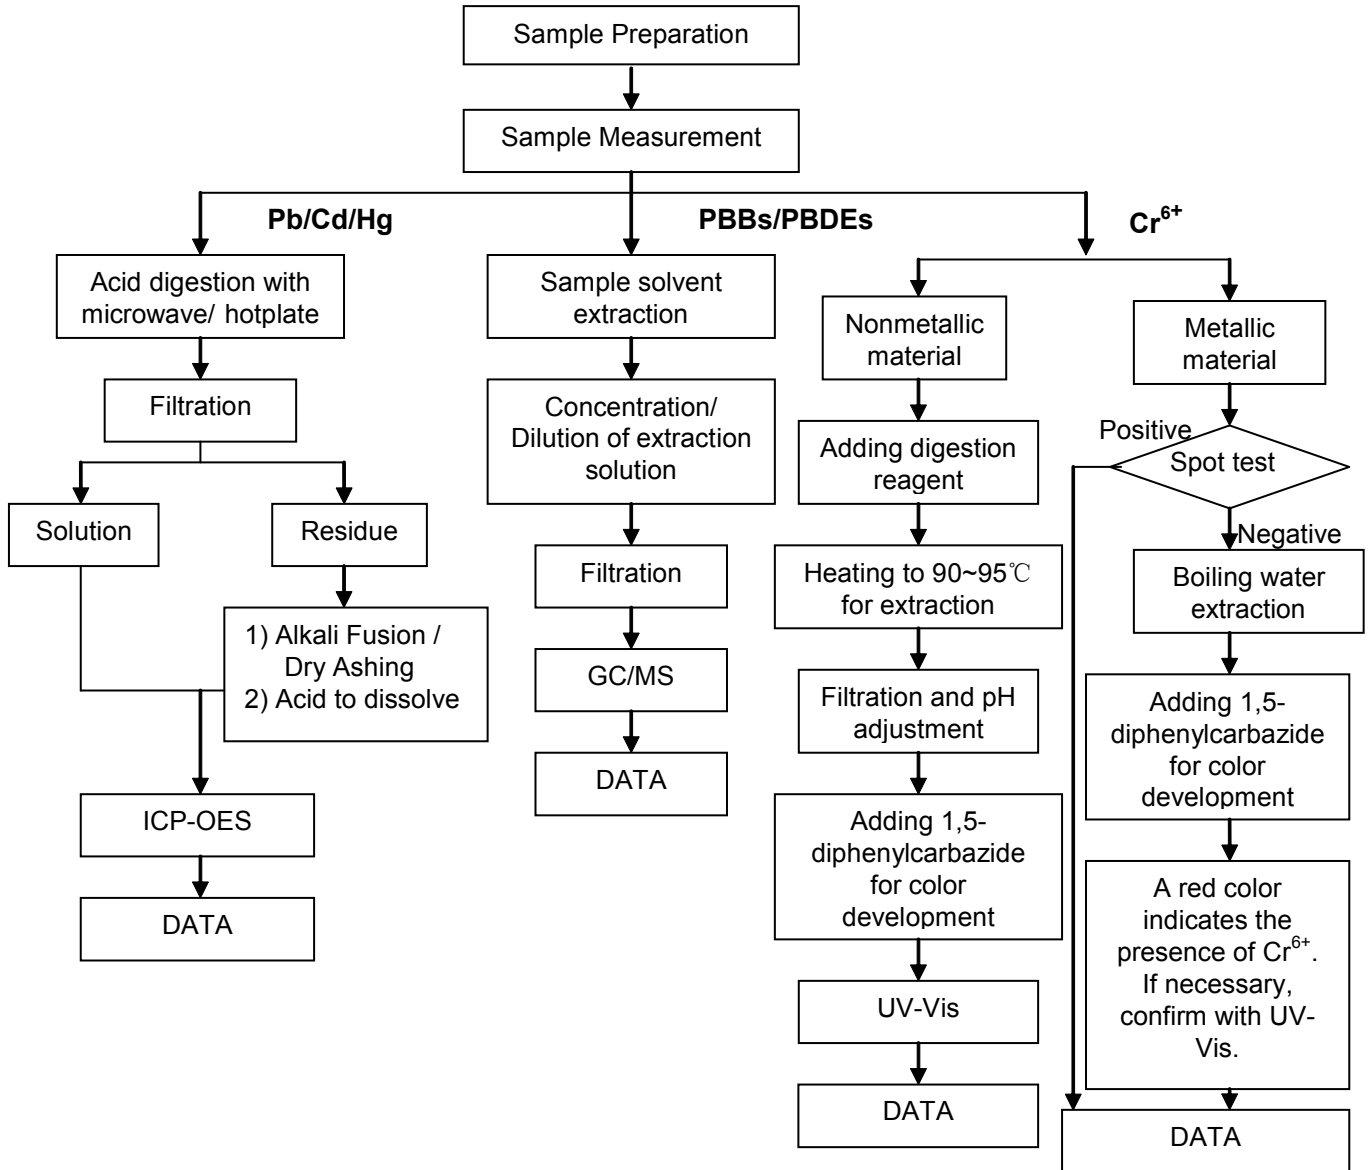 Sample Preparation
Sample Measurement
Pb/Cd/Hg
PBBs/PBDEs
Cr⁶⁺
Acid digestion with
microwave/ hotplate
Filtration
Solution
Residue
1) Alkali Fusion /
Dry Ashing
2) Acid to dissolve
ICP-OES
DATA
Sample solvent
extraction
Concentration/
Dilution of extraction
solution
Filtration
GC/MS
DATA
Nonmetallic
material
Adding digestion
reagent
Heating to 90~95℃
for extraction
Filtration and pH
adjustment
Adding 1,5-
diphenylcarbazide
for color
development
UV-Vis
DATA
Metallic
material
Positive
Spot test
Negative
Boiling water
extraction
Adding 1,5-
diphenylcarbazide
for color
development
A red color
indicates the
presence of Cr⁶⁺.
If necessary,
confirm with UV-
Vis.
DATA